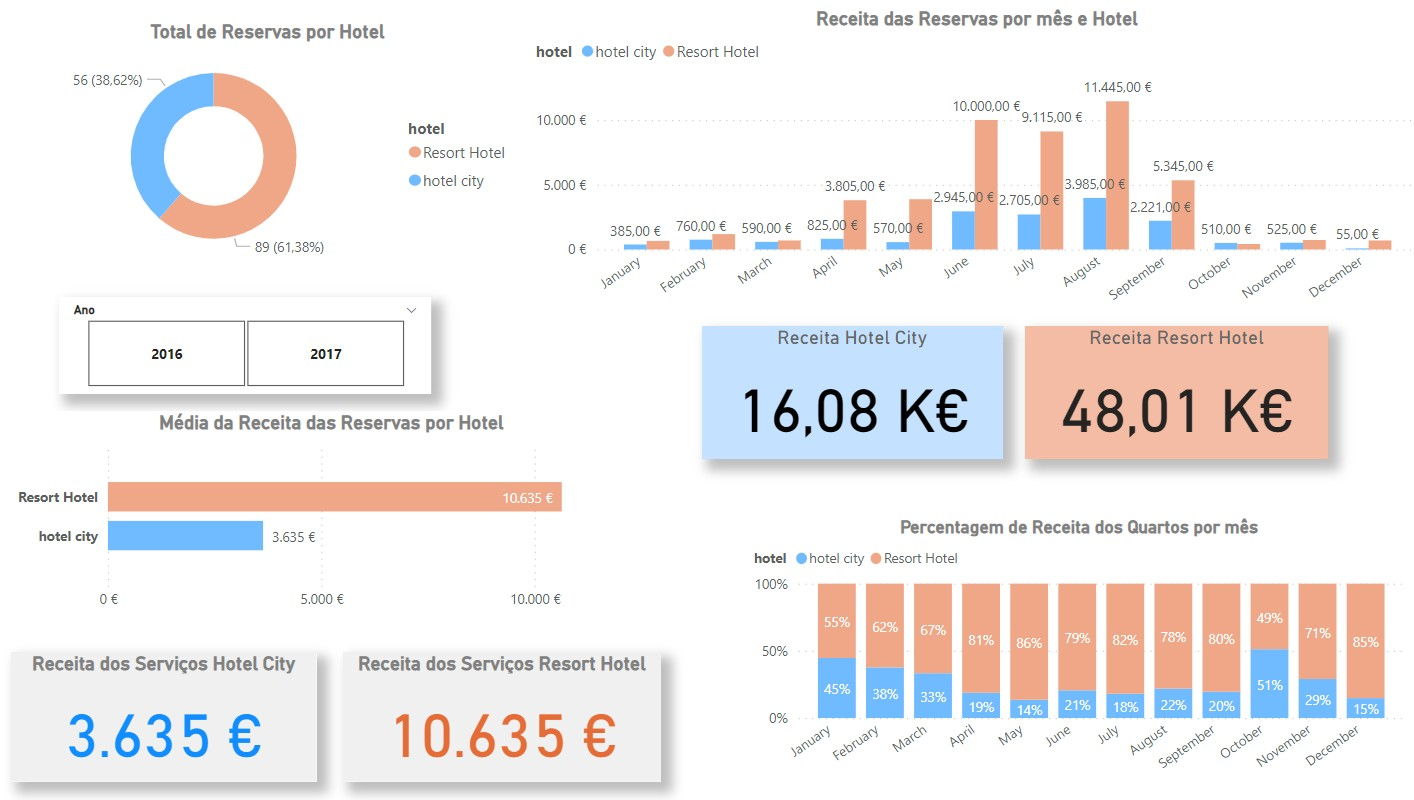 Total de Reservas por Hotel
56 (38,62%)
89 (61,38%)
hotel
Resort Hotel
hotel city
Receita das Reservas por mês e Hotel
hotel hotel city Resort Hotel
10.000,00 €
11.445,00 €
9.115,00 €
10.000 €
5.345,00 €
3.805,00 €
5.000 €
2.945,00 €
2.705,00 €
3.985,00 €
2.221,00 €
385,00 €
760,00 €
590,00 €
825,00 €
570,00 €
510,00 €
525,00 €
55,00 €
0 €
January
February
March
April
May
June
July
August
September
October
November
December
Ano
2016
2017
Receita Hotel City
16,08 K€
Receita Resort Hotel
48,01 K€
Média da Receita das Reservas por Hotel
Resort Hotel
10.635 €
hotel city
3.635 €
0 €
5.000 €
10.000 €
Receita dos Serviços Hotel City
3.635 €
Receita dos Serviços Resort Hotel
10.635 €
Percentagem de Receita dos Quartos por mês
hotel hotel city Resort Hotel
100%
50%
0%
55%
62%
67%
81%
86%
79%
82%
78%
80%
49%
71%
85%
45%
38%
33%
19%
14%
21%
18%
22%
20%
51%
29%
15%
January
February
March
April
May
June
July
August
September
October
November
December